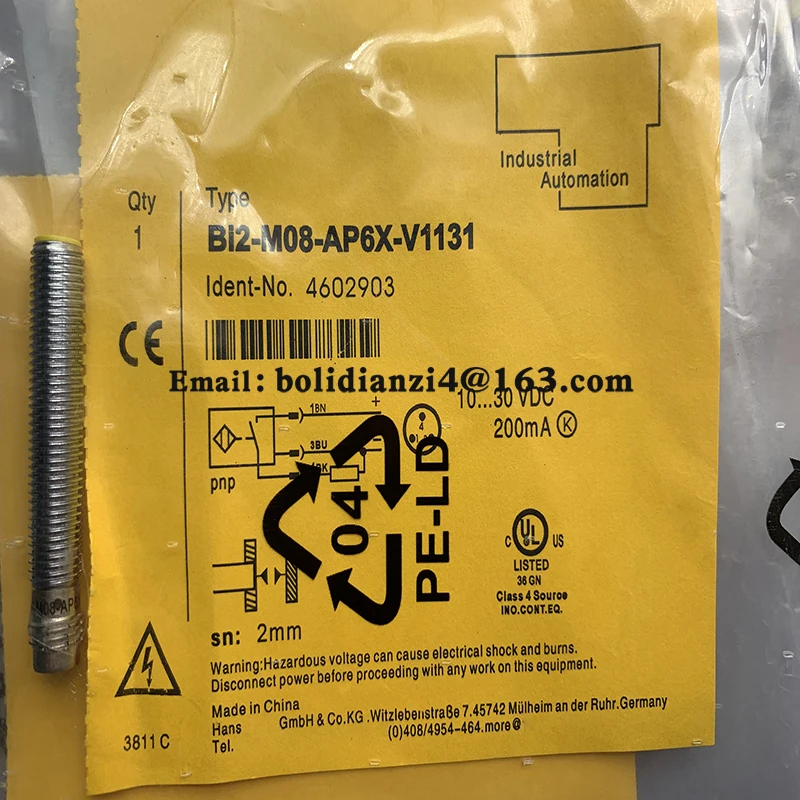 Industrial
Automation
Qty
1
Type
Bi2-M08-AP6X-V1131
Ident-No. 4602903
CE
Email: bolidianzi4@163.com
10...30 VDC
200mA K
1BN
+
3BU
4BK
4
pnp
04
PE-LD
C UL US
LISTED
36 GN
Class 4 Source
INO.CONT.EQ.
sn: 2mm
Warning:Hazardous voltage can cause electrical shock and burns.
Disconnect power before proceeding with any work on this equipment.
Made in China
Hans GmbH & Co.KG .Witzlebenstraße 7.45742 Mülheim an der Ruhr.Germany
Tel. (0)408/4954-464.more@
3811 C